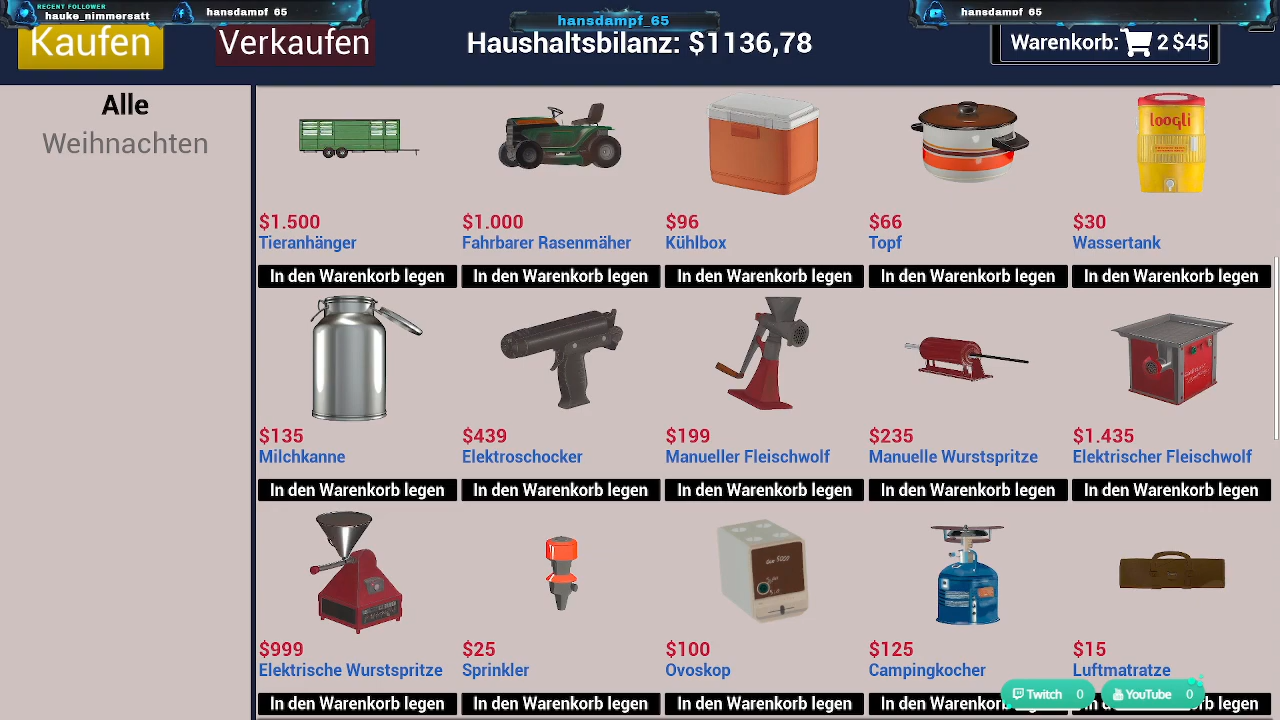 RECENT FOLLOWER
hauke_nimmersatt
hansdampf_65
hansdampf_65
hansdampf_65
Kaufen
Verkaufen
Haushaltsbilanz: $1136,78
Warenkorb: 2 $45
Alle
Weihnachten
loogli
$1.500
$1.000
$96
$66
$30
Tieranhänger
Fahrbarer Rasenmäher
Kühlbox
Topf
Wassertank
In den Warenkorb legen
In den Warenkorb legen
In den Warenkorb legen
In den Warenkorb legen
In den Warenkorb legen
$135
$439
$199
$235
$1.435
Milchkanne
Elektroschocker
Manueller Fleischwolf
Manuelle Wurstspritze
Elektrischer Fleischwolf
In den Warenkorb legen
In den Warenkorb legen
In den Warenkorb legen
In den Warenkorb legen
In den Warenkorb legen
$999
$25
$100
$125
$15
Elektrische Wurstspritze
Sprinkler
Ovoskop
Campingkocher
Luftmatratze
Twitch 0
YouTube 0
In den Warenkorb legen
In den Warenkorb legen
In den Warenkorb legen
In den Warenkorb
legen